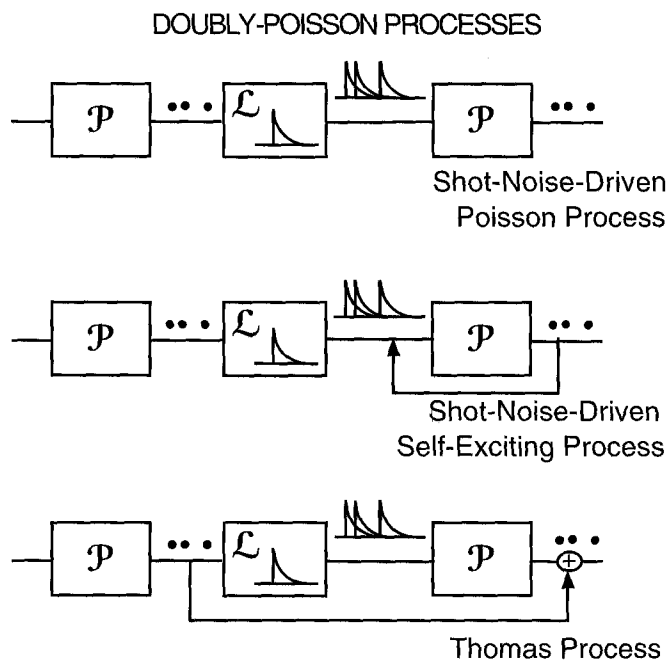 DOUBLY-POISSON PROCESSES
𝒫 ℒ 𝒫
Shot-Noise-Driven
Poisson Process
𝒫 ℒ 𝒫
Shot-Noise-Driven
Self-Exciting Process
𝒫 ℒ 𝒫
Thomas Process